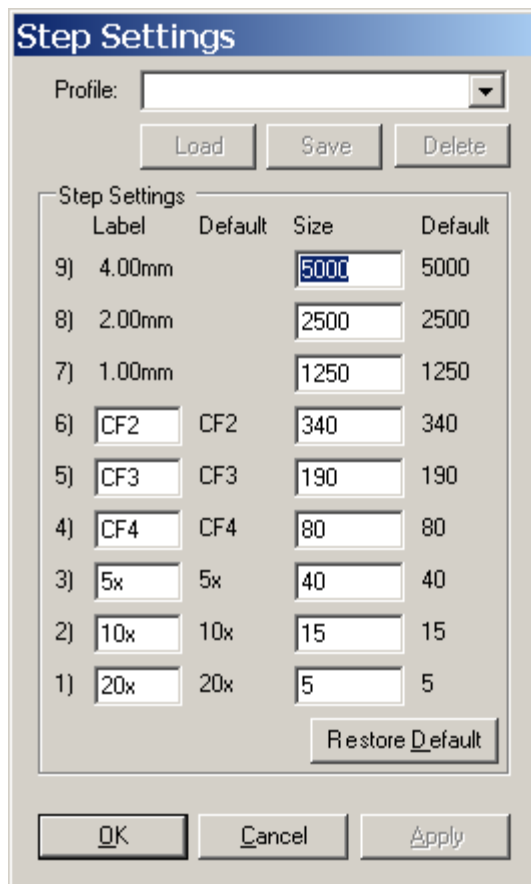 Step Settings
Profile:
Load Save Delete
Step Settings
Label Default Size Default
9) 4.00mm 5000 5000
8) 2.00mm 2500 2500
7) 1.00mm 1250 1250
6) CF2 CF2 340 340
5) CF3 CF3 190 190
4) CF4 CF4 80 80
3) 5x 5x 40 40
2) 10x 10x 15 15
1) 20x 20x 5 5
Restore Default
OK Cancel Apply